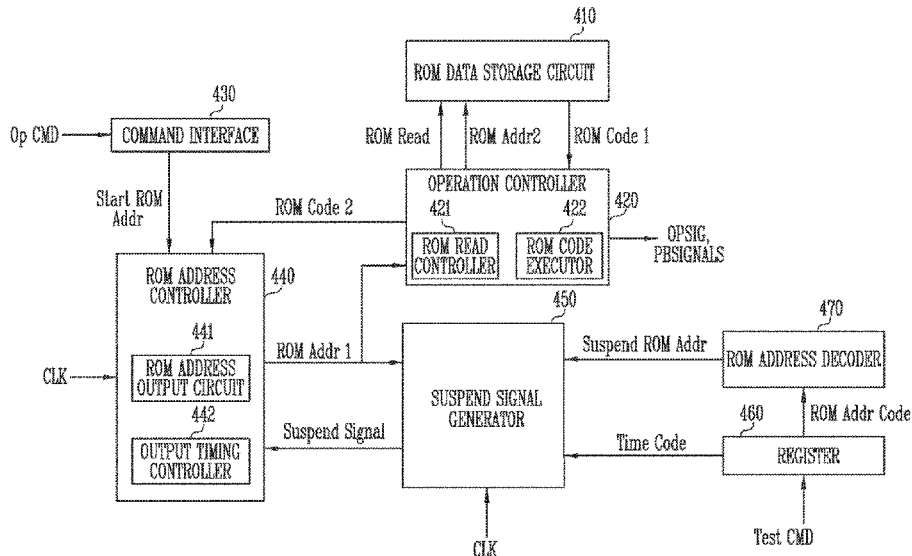 410
ROM DATA STORAGE CIRCUIT
430
Op CMD
COMMAND INTERFACE
ROM Read
ROM Addr2
ROM Code 1
Start ROM
Addr
ROM Code 2
OPERATION CONTROLLER
420
421
ROM READ
CONTROLLER
422
ROM CODE
EXECUTOR
OPSIG,
PBSIGNALS
ROM ADDRESS
CONTROLLER
440
441
ROM ADDRESS
OUTPUT CIRCUIT
442
OUTPUT TIMING
CONTROLLER
CLK
ROM Addr 1
Suspend Signal
450
SUSPEND SIGNAL
GENERATOR
CLK
Suspend ROM Addr
470
ROM ADDRESS DECODER
ROM Addr Code
460
Time Code
REGISTER
Test CMD